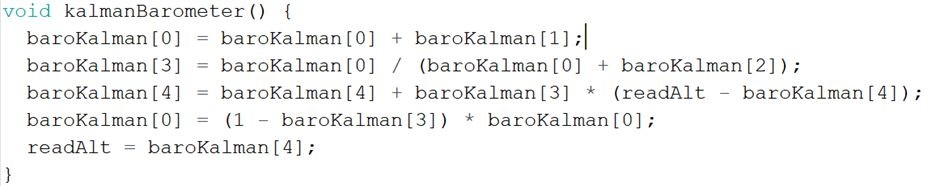 void kalmanBarometer() {
  baroKalman[0] = baroKalman[0] + baroKalman[1];
  baroKalman[3] = baroKalman[0] / (baroKalman[0] + baroKalman[2]);
  baroKalman[4] = baroKalman[4] + baroKalman[3] * (readAlt - baroKalman[4]);
  baroKalman[0] = (1 - baroKalman[3]) * baroKalman[0];
  readAlt = baroKalman[4];
}